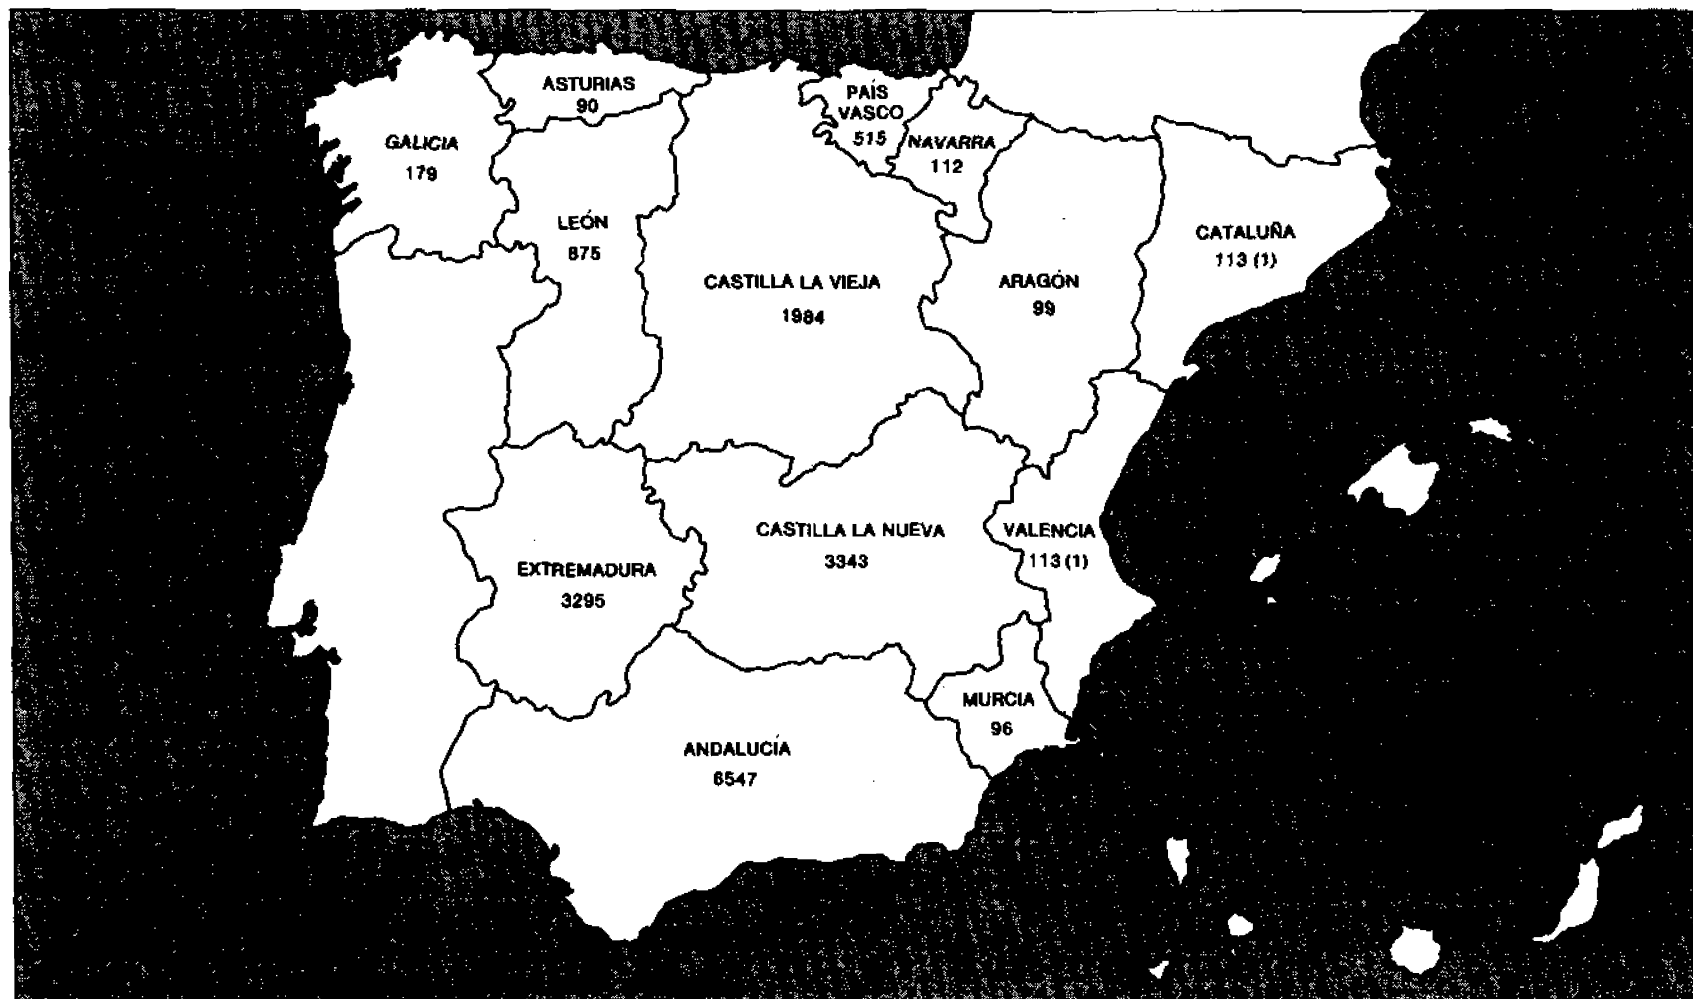 ASTURIAS
90
PAÍS
VASCO
515
GALICIA
179
NAVARRA
112
LEÓN
875
CATALUÑA
113 (1)
CASTILLA LA VIEJA
1984
ARAGÓN
99
CASTILLA LA NUEVA
3343
VALENCIA
113 (1)
EXTREMADURA
3295
MURCIA
96
ANDALUCÍA
6547